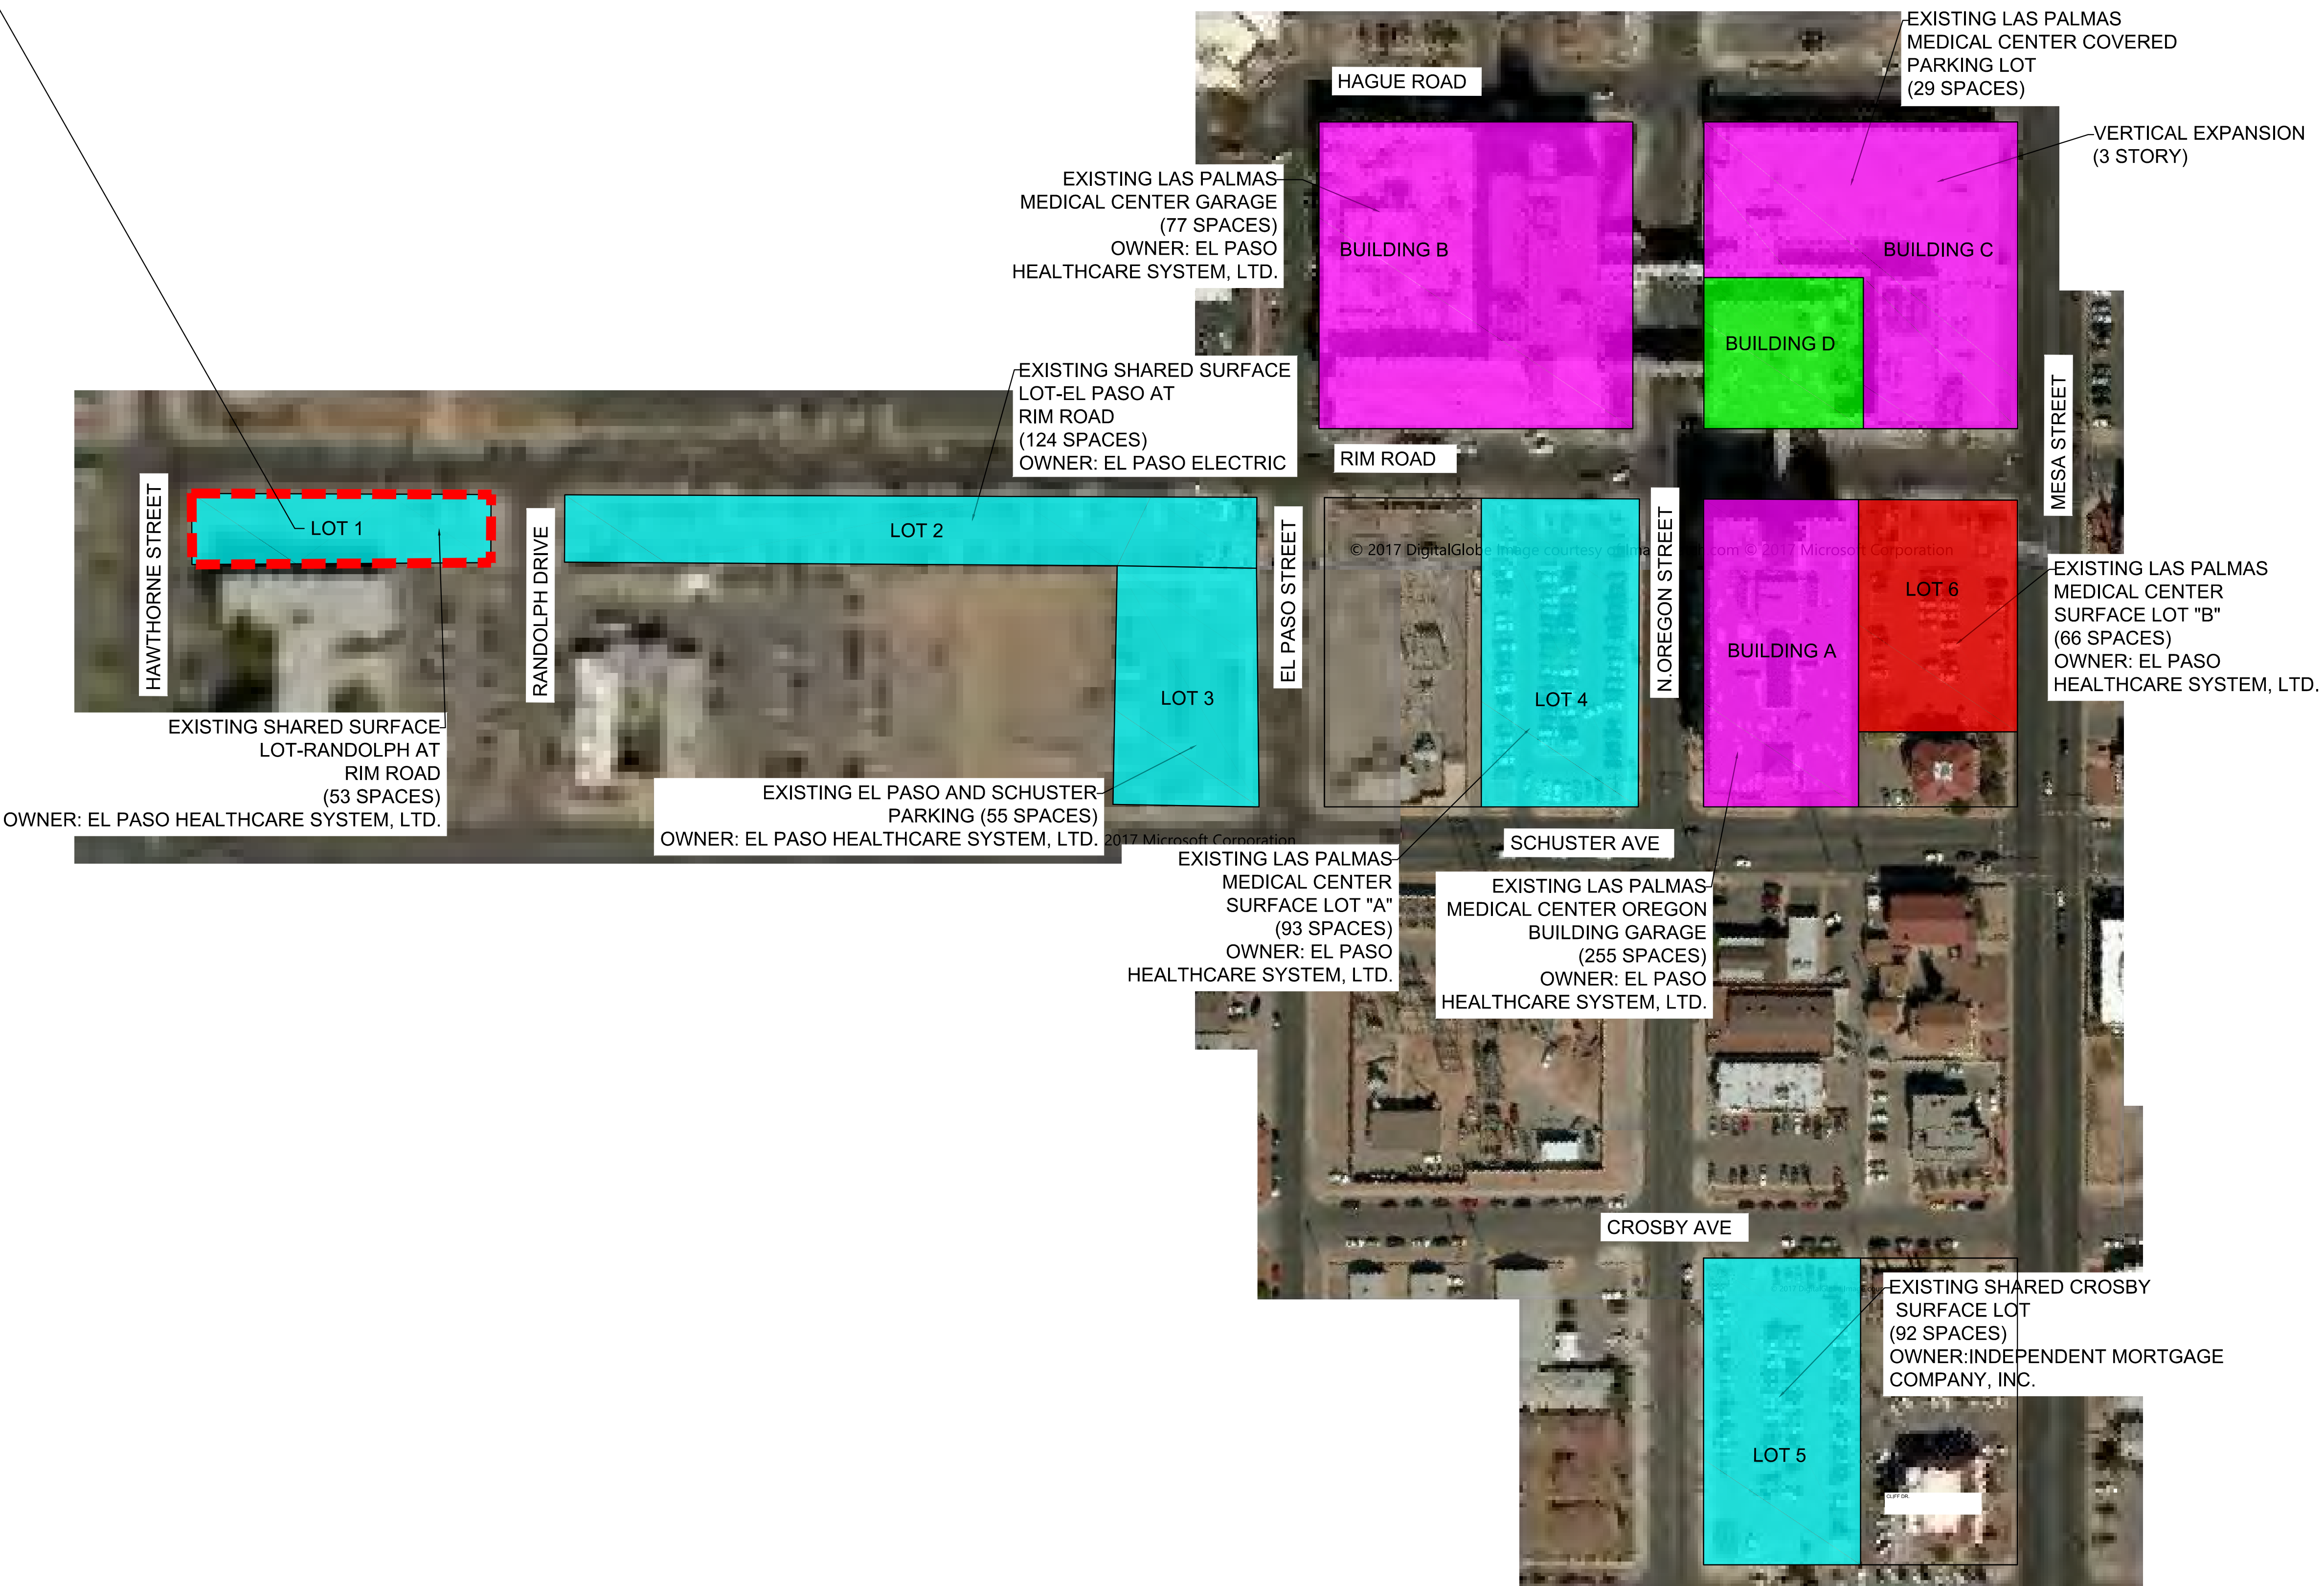 EXISTING LAS PALMAS
MEDICAL CENTER COVERED
PARKING LOT
(29 SPACES)
HAGUE ROAD
VERTICAL EXPANSION
(3 STORY)
EXISTING LAS PALMAS
MEDICAL CENTER GARAGE
(77 SPACES)
OWNER: EL PASO
HEALTHCARE SYSTEM, LTD.
BUILDING B
BUILDING C
BUILDING D
EXISTING SHARED SURFACE
LOT-EL PASO AT
RIM ROAD
(124 SPACES)
OWNER: EL PASO ELECTRIC
RIM ROAD
MESA STREET
HAWTHORNE STREET
LOT 1
RANDOLPH DRIVE
LOT 2
EL PASO STREET
N.OREGON STREET
© 2017 DigitalGlobe Image courtesy of
.com © 2017 Microsoft Corporation
LOT 6
EXISTING LAS PALMAS
MEDICAL CENTER
SURFACE LOT "B"
(66 SPACES)
OWNER: EL PASO
HEALTHCARE SYSTEM, LTD.
BUILDING A
LOT 3
LOT 4
EXISTING SHARED SURFACE
LOT-RANDOLPH AT
RIM ROAD
(53 SPACES)
OWNER: EL PASO HEALTHCARE SYSTEM, LTD.
EXISTING EL PASO AND SCHUSTER
PARKING (55 SPACES)
OWNER: EL PASO HEALTHCARE SYSTEM, LTD.
2017 Microsoft Corporation
SCHUSTER AVE
EXISTING LAS PALMAS
MEDICAL CENTER
SURFACE LOT "A"
(93 SPACES)
OWNER: EL PASO
HEALTHCARE SYSTEM, LTD.
EXISTING LAS PALMAS
MEDICAL CENTER OREGON
BUILDING GARAGE
(255 SPACES)
OWNER: EL PASO
HEALTHCARE SYSTEM, LTD.
CROSBY AVE
EXISTING SHARED CROSBY
SURFACE LOT
(92 SPACES)
OWNER:INDEPENDENT MORTGAGE
COMPANY, INC.
LOT 5
CLIFF DR.